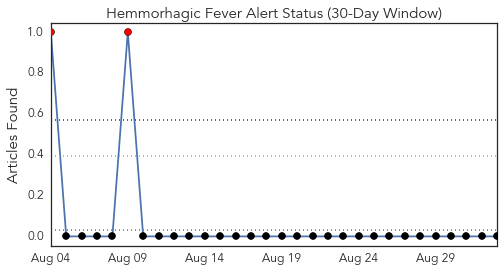 Hemmorhagic Fever Alert Status (30-Day Window)
Articles Found
1.0
0.8
0.6
0.4
0.2
0.0
Aug 04 Aug 09 Aug 14 Aug 19 Aug 24 Aug 29